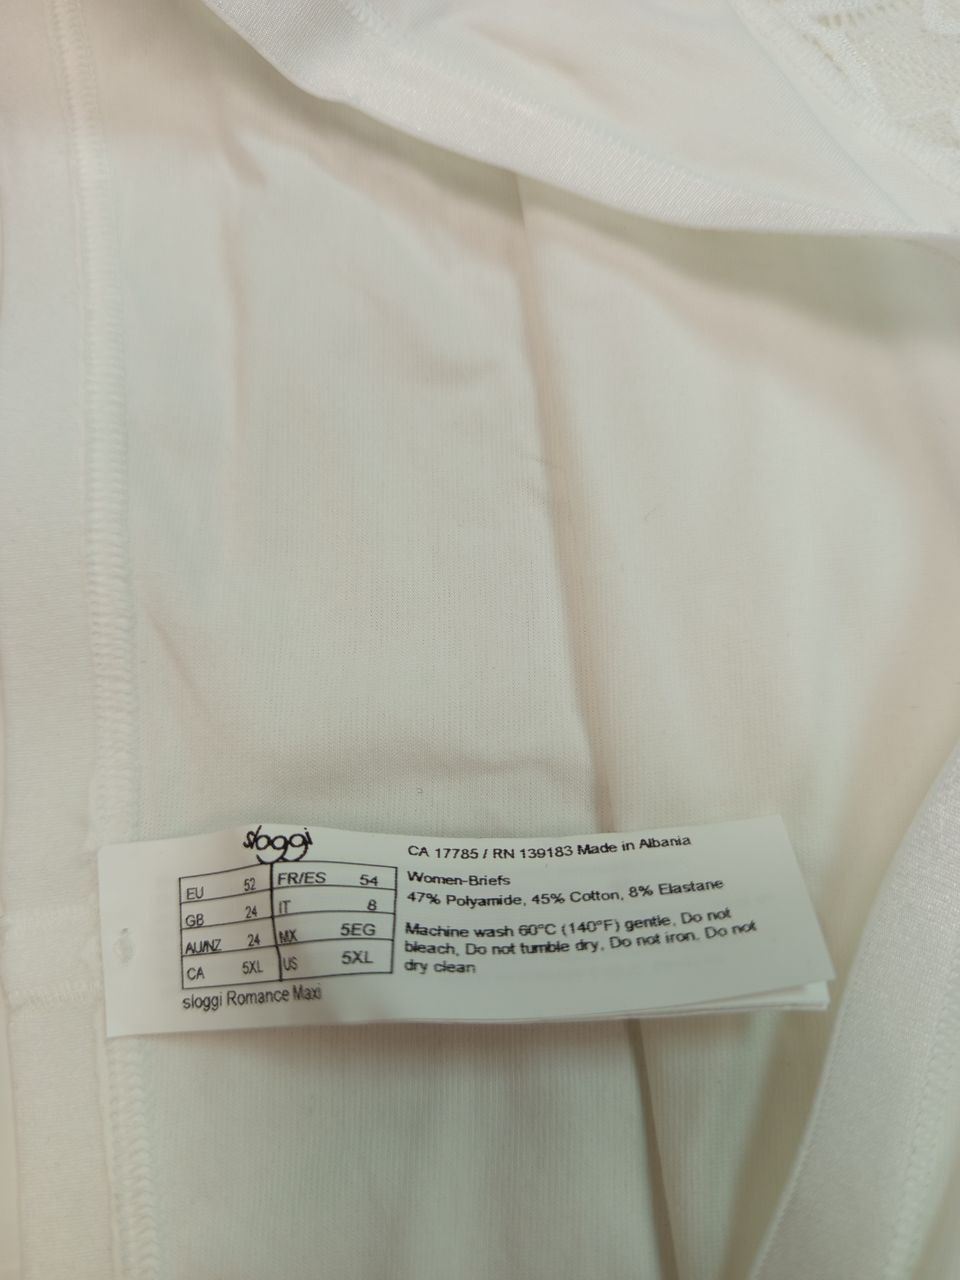 sloggi
EU 52 FR/ES 54
GB 24 IT 8
AU/NZ 24 MX 5EG
CA 5XL US 5XL
sloggi Romance Maxi
CA 17785 / RN 139183 Made in Albania
Women-Briefs
47% Polyamide, 45% Cotton, 8% Elastane
Machine wash 60°C (140°F) gentle, Do not
bleach, Do not tumble dry, Do not iron. Do not
dry clean